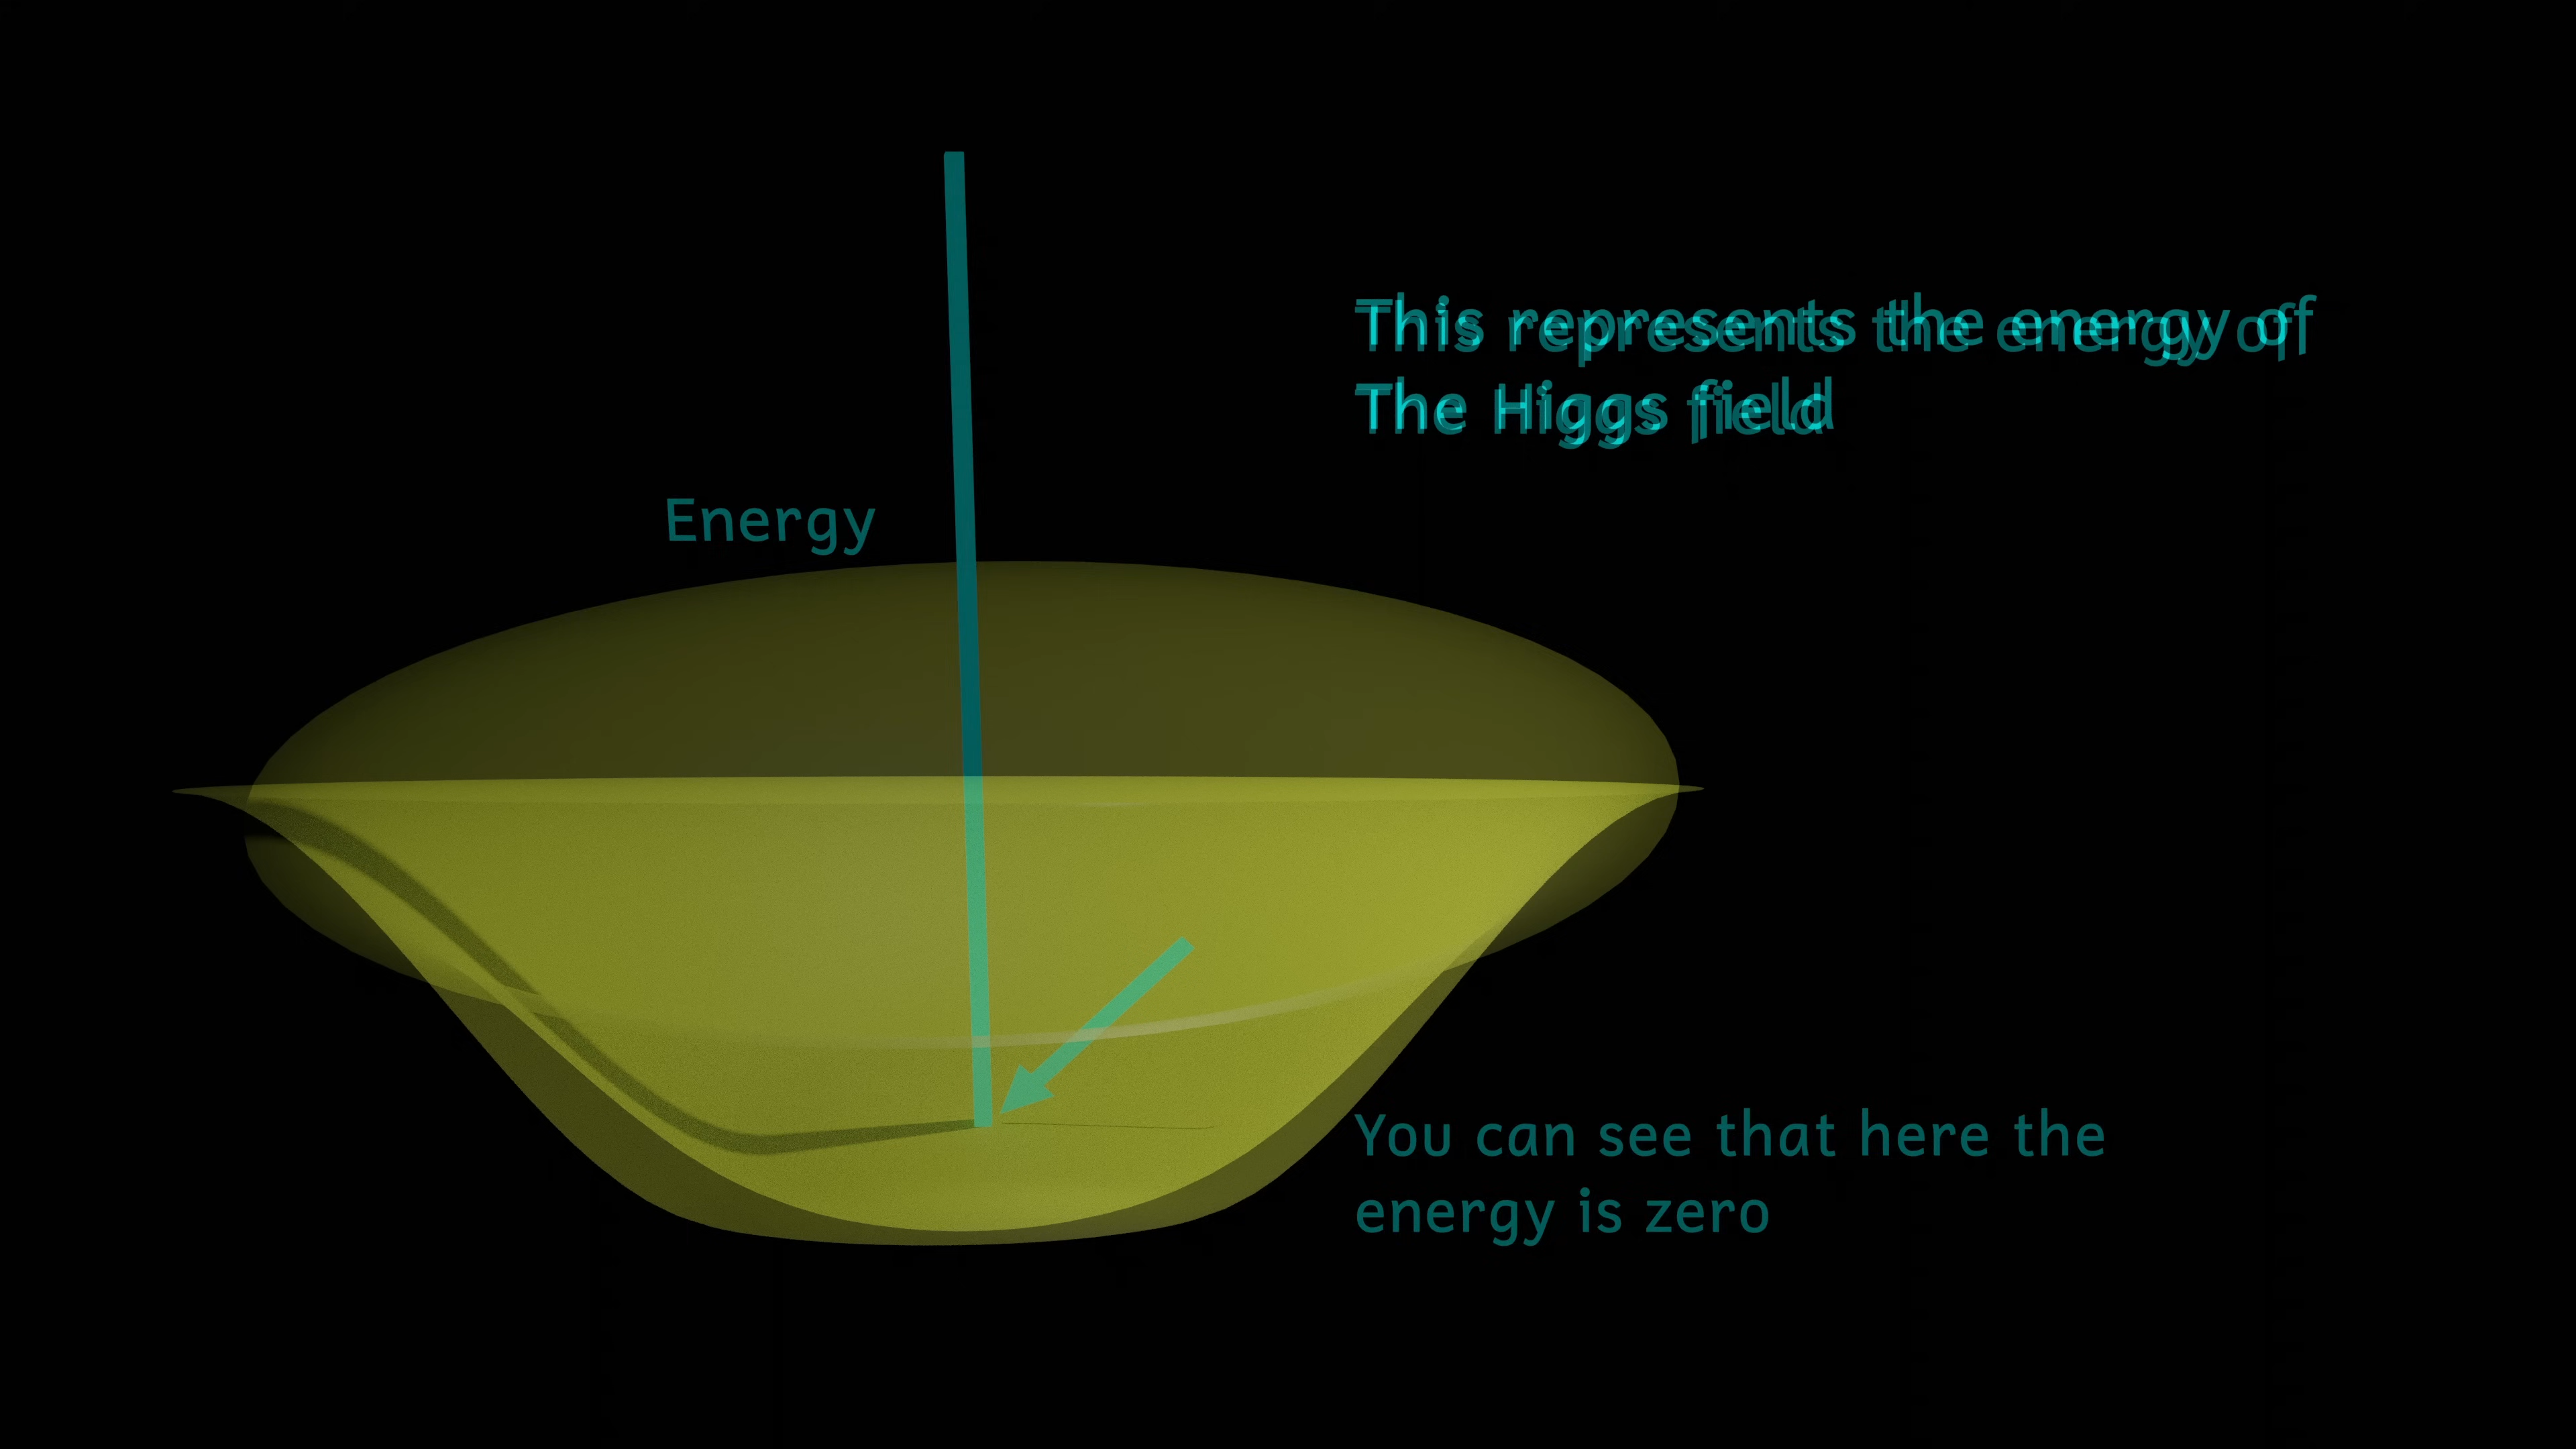 This represents the energy of
The Higgs field
Energy
You can see that here the
energy is zero